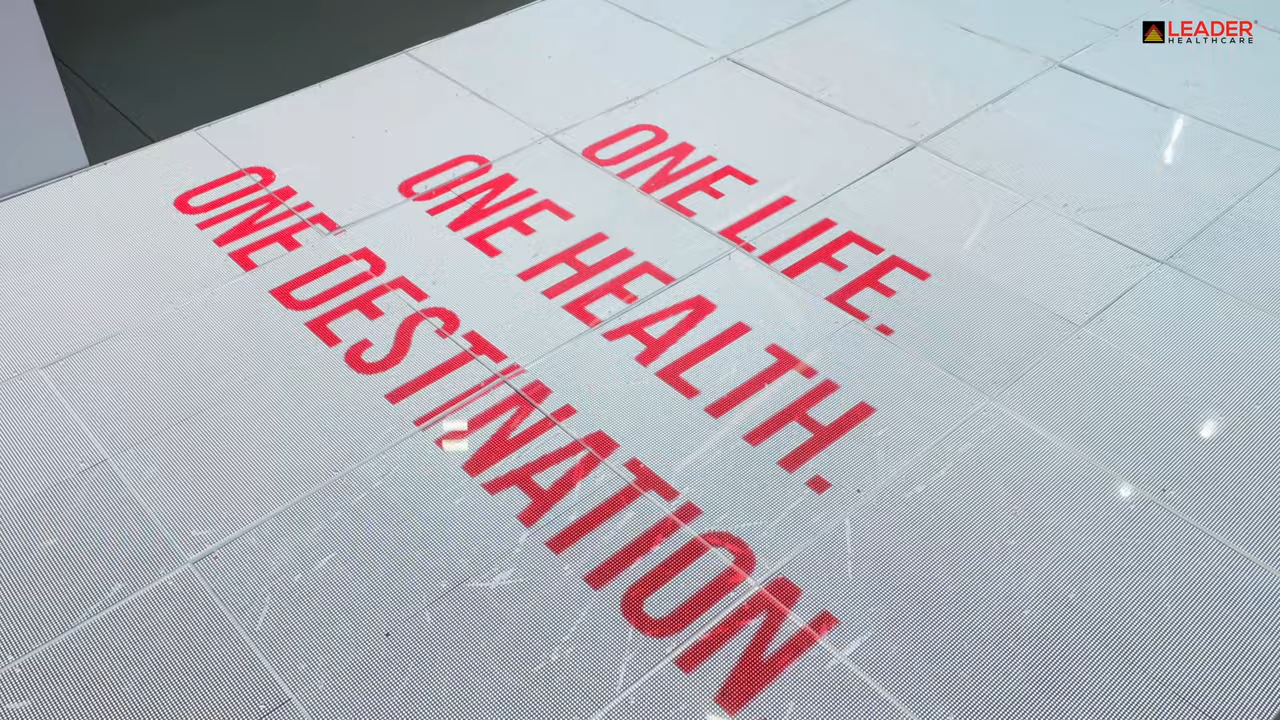 LEADER
HEALTHCARE
ONE LIFE.
ONE HEALTH.
ONE DESTINATION